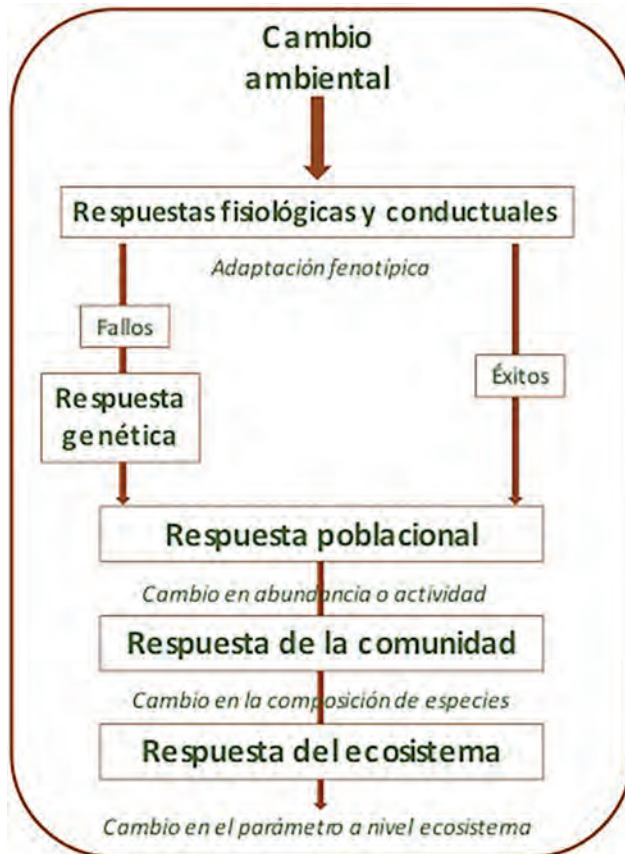 Cambio
ambiental
Respuestas fisiológicas y conductuales
Adaptación fenotípica
Fallos
Éxitos
Respuesta
genética
Respuesta poblacional
Cambio en abundancia o actividad
Respuesta de la comunidad
Cambio en la composición de especies
Respuesta del ecosistema
Cambio en el parámetro a nivel ecosistema